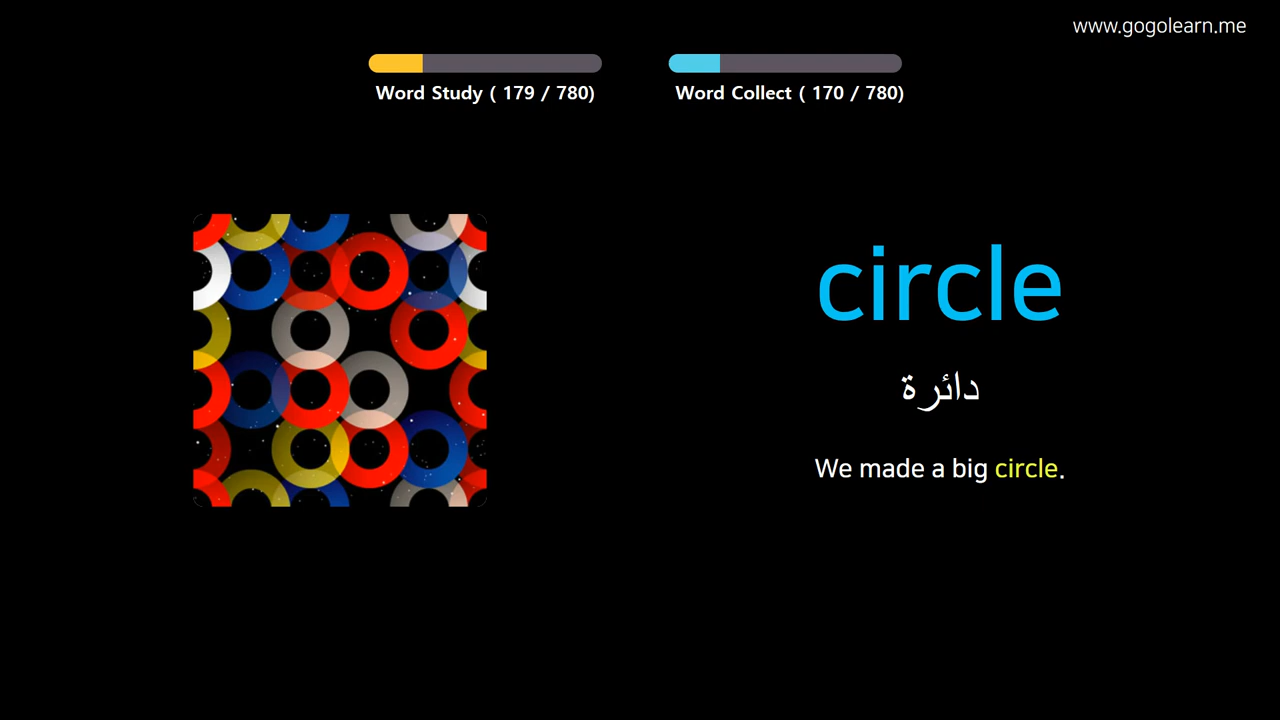 www.gogolearn.me
Word Study ( 179 / 780)
Word Collect ( 170 / 780)
circle
دائرة
We made a big circle.